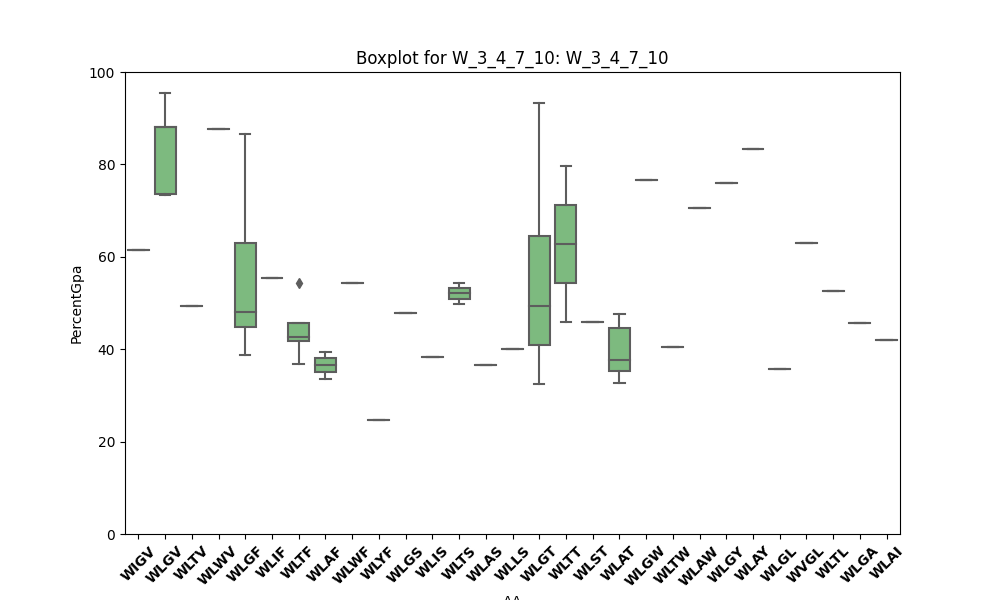 Boxplot for W_3_4_7_10: W_3_4_7_10
PercentGpa
100
80
60
40
20
0
WIGV WLGV WLTV WLWV WLGF WLIF WLTF WLAF WLWF WLYF WLGS WLIS WLTS WLAS WLLS WLGT WLTT WLST WLAT WLGW WLTW WLAW WLGY WLAY WLGL WVGL WLTL WLGA WLAI
AA